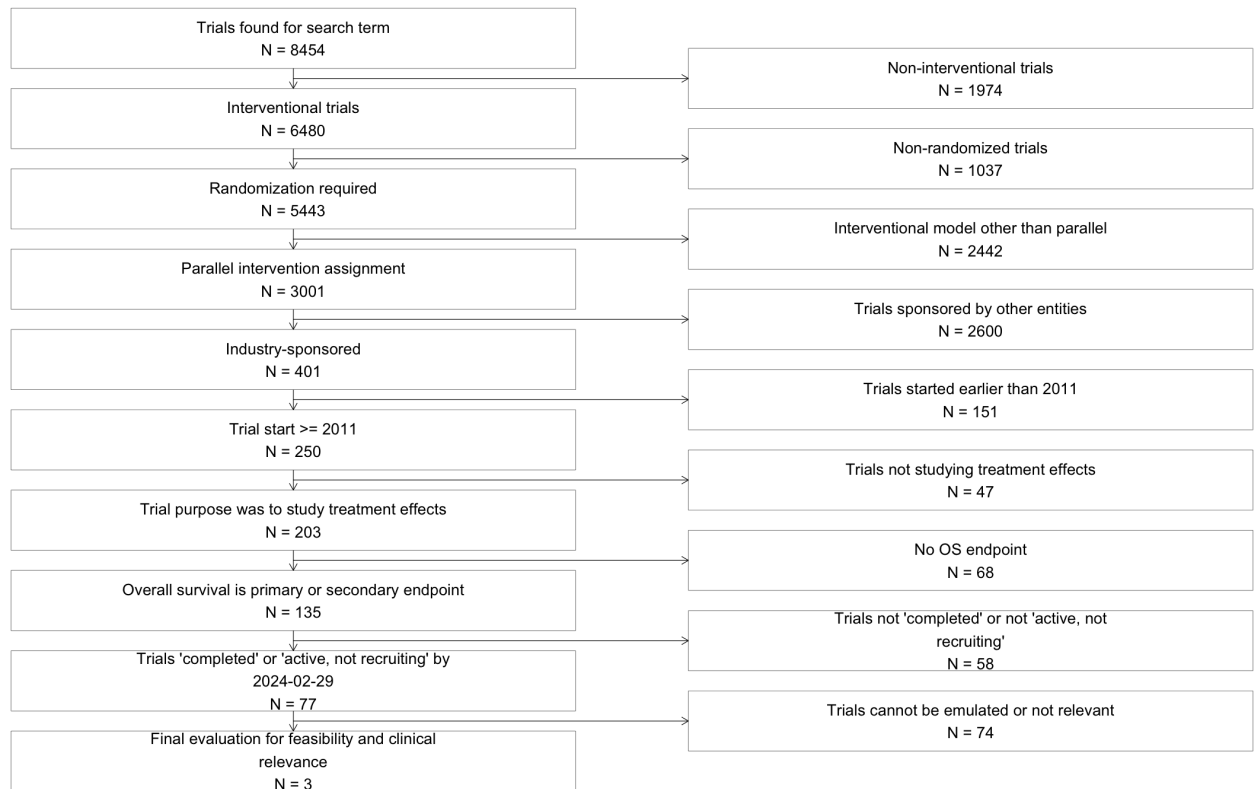 Trials found for search term
N = 8454
Non-interventional trials
N = 1974
Interventional trials
N = 6480
Non-randomized trials
N = 1037
Randomization required
N = 5443
Interventional model other than parallel
N = 2442
Parallel intervention assignment
N = 3001
Trials sponsored by other entities
N = 2600
Industry-sponsored
N = 401
Trials started earlier than 2011
N = 151
Trial start >= 2011
N = 250
Trials not studying treatment effects
N = 47
Trial purpose was to study treatment effects
N = 203
No OS endpoint
N = 68
Overall survival is primary or secondary endpoint
N = 135
Trials not 'completed' or not 'active, not
recruiting'
N = 58
Trials 'completed' or 'active, not recruiting' by
2024-02-29
N = 77
Trials cannot be emulated or not relevant
N = 74
Final evaluation for feasibility and clinical
relevance
N = 3